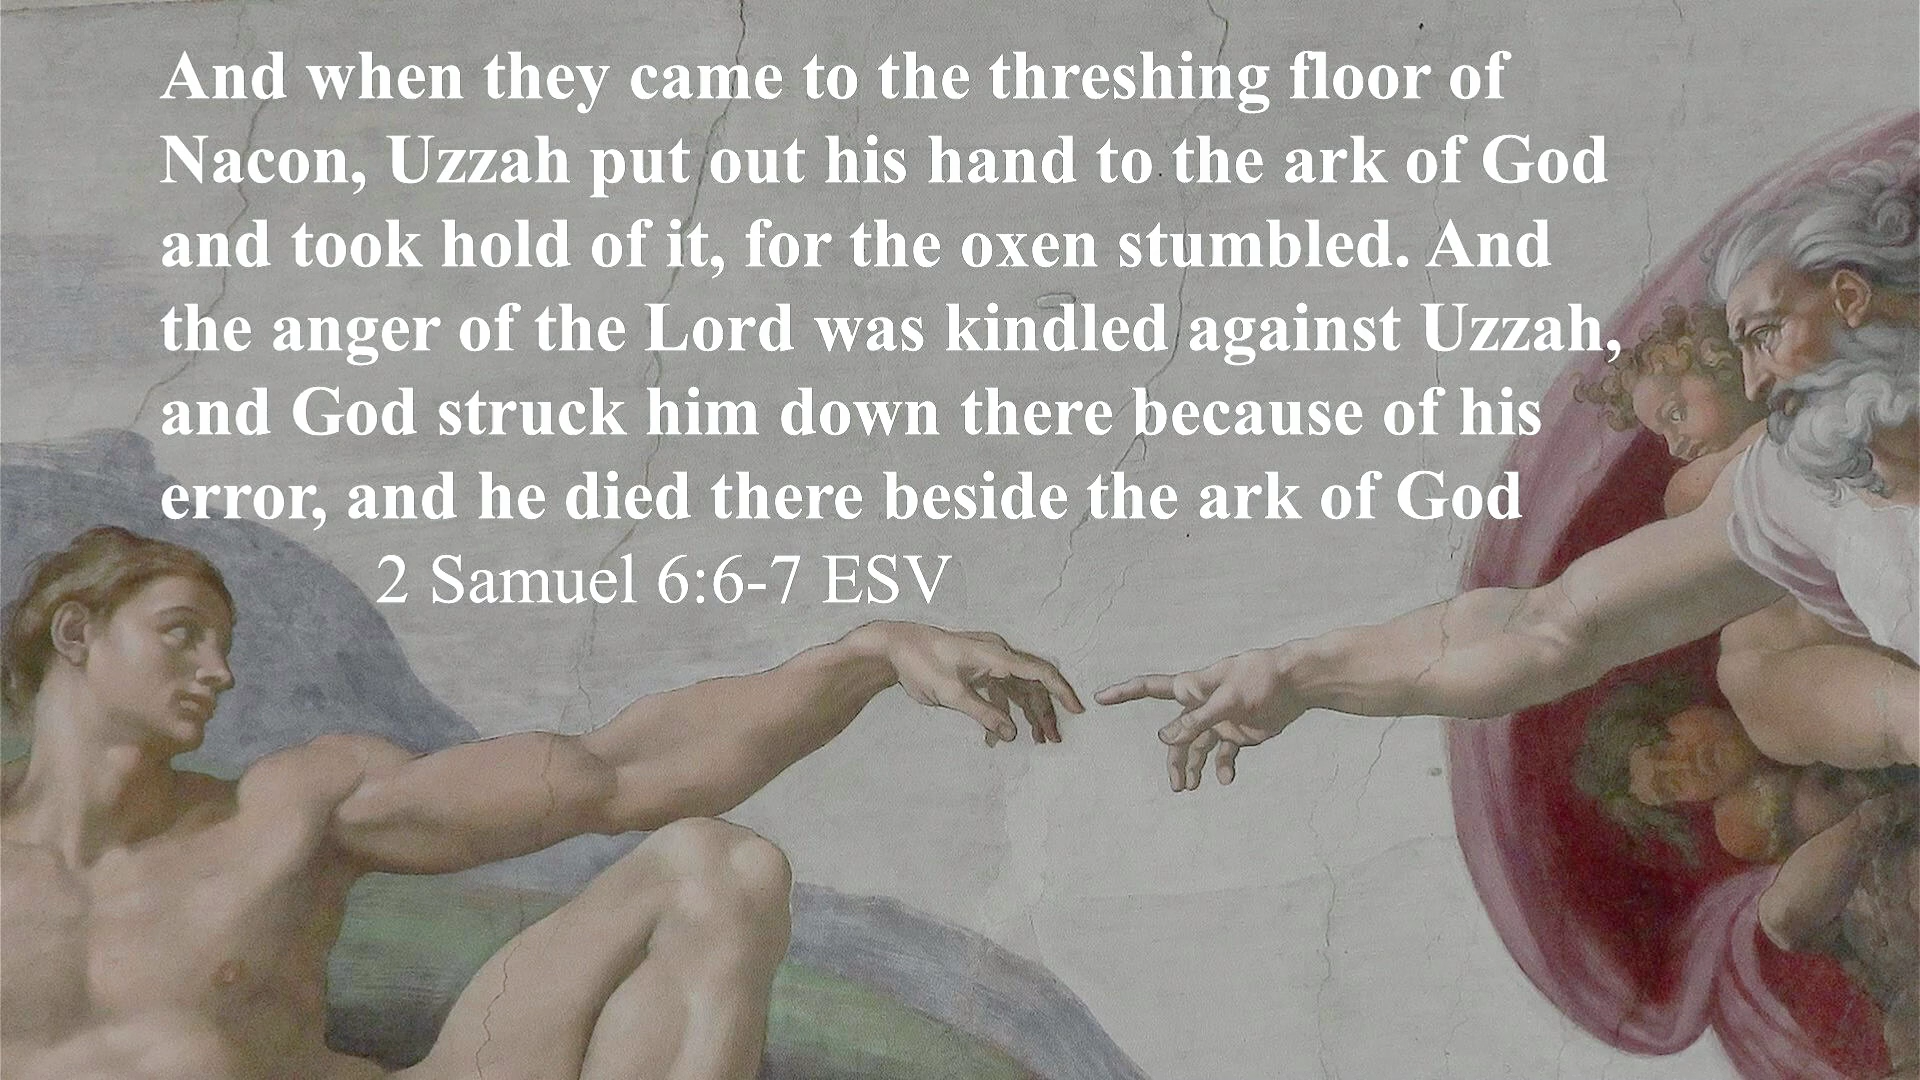 And when they came to the threshing floor of
Nacon, Uzzah put out his hand to the ark of God
and took hold of it, for the oxen stumbled. And
the anger of the Lord was kindled against Uzzah,
and God struck him down there because of his
error, and he died there beside the ark of God
2 Samuel 6:6-7 ESV